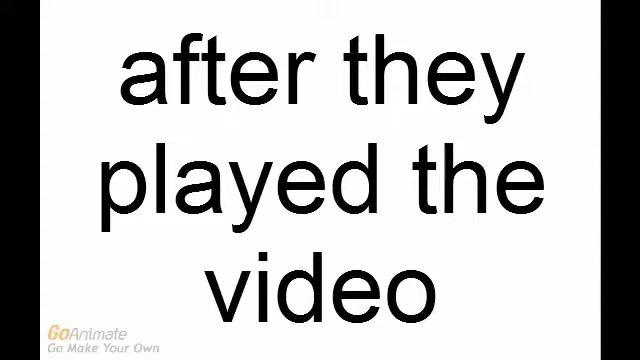 after they
played the
video
GoAnimate
Go Make Your Own